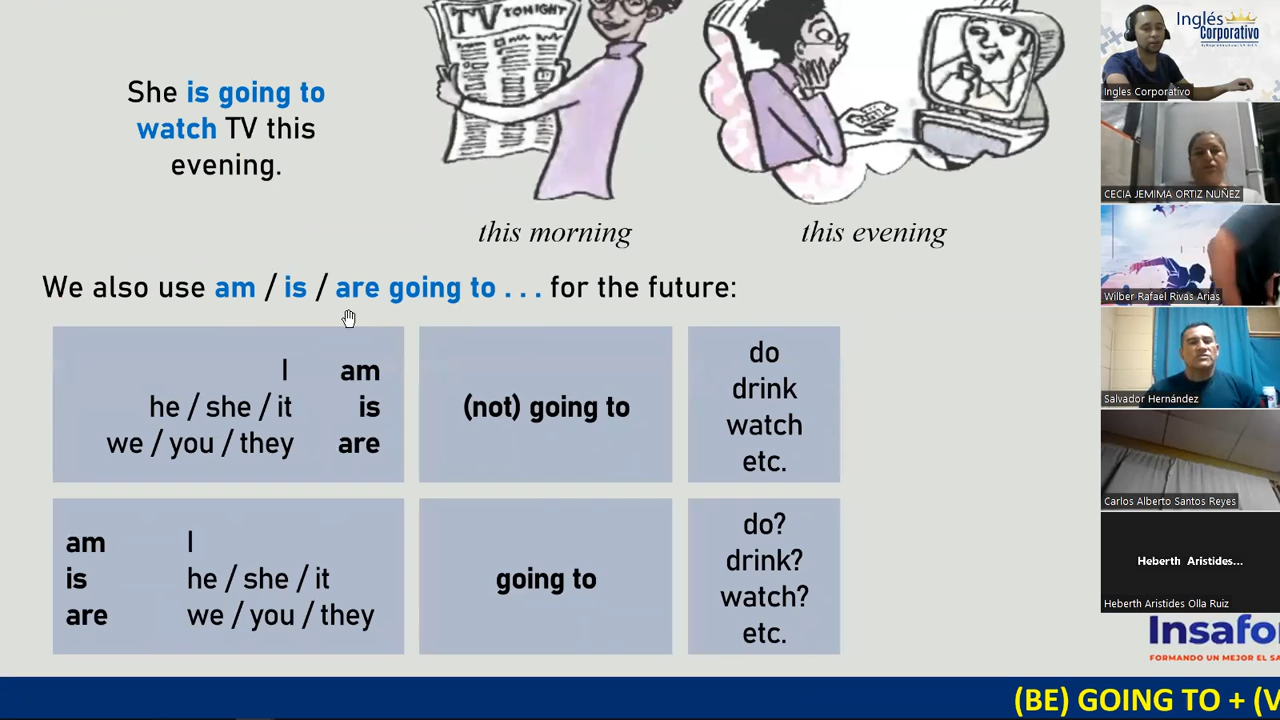 TV TONIGHT
She is going to
watch TV this
evening.
this morning
this evening
We also use am / is / are going to . . . for the future:
I am
he / she / it is
we / you / they are
(not) going to
do
drink
watch
etc.
am I
is he / she / it
are we / you / they
going to
do?
drink?
watch?
etc.
Inglés
Corporativo
Ingles Corporativo
CECIA JEMIMA ORTIZ NUÑEZ
Wilber Rafael Rivas Arias
Salvador Hernández
Carlos Alberto Santos Reyes
Heberth Aristides...
Heberth Aristides Olla Ruiz
Insafo
FORMANDO UN MEJOR EL SA
(BE) GOING TO + (V